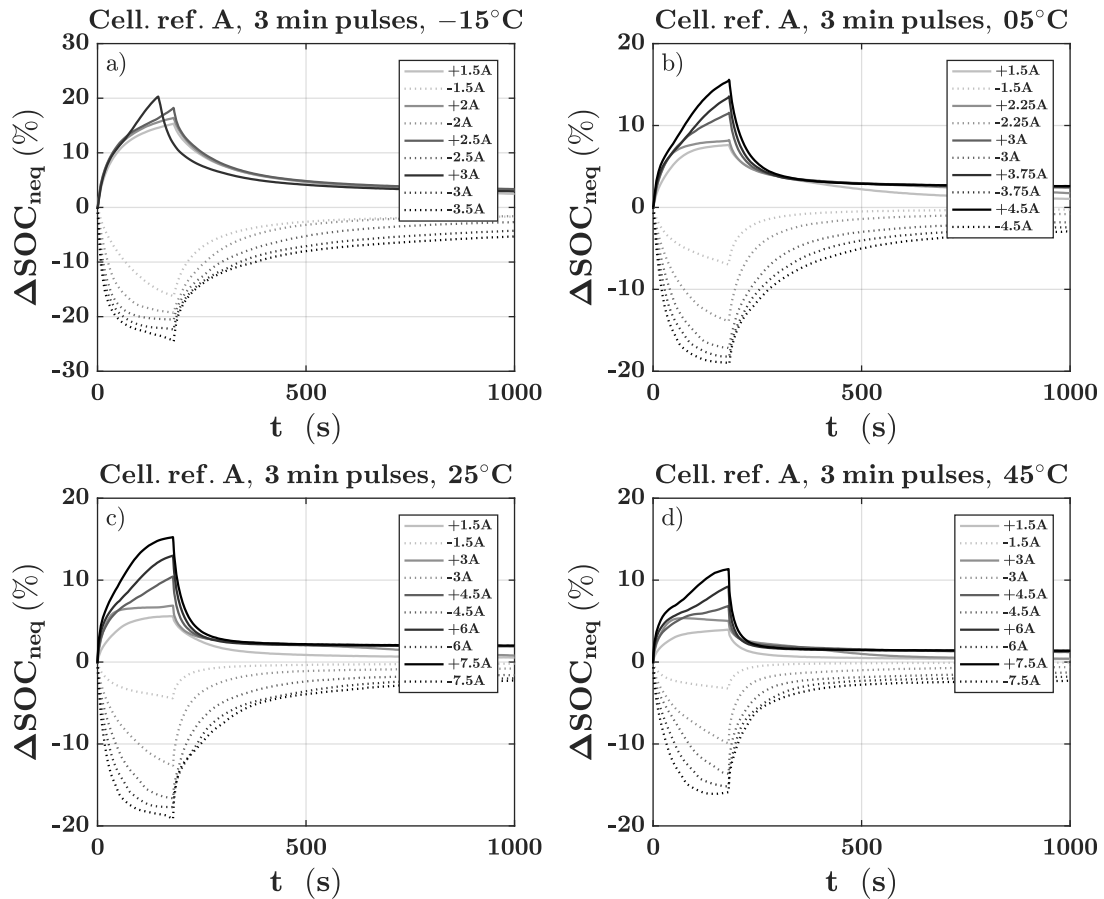 Cell. ref. A, 3 min pulses, −15°C
a)
30
20
10
0
-10
-20
-30
ΔSOCneq (%)
0
500
1000
t (s)
+1.5A
-1.5A
+2A
-2A
+2.5A
-2.5A
+3A
-3A
-3.5A
Cell. ref. A, 3 min pulses, 05°C
b)
20
10
0
-10
-20
ΔSOCneq (%)
0
500
1000
t (s)
+1.5A
-1.5A
+2.25A
-2.25A
+3A
-3A
+3.75A
-3.75A
+4.5A
-4.5A
Cell. ref. A, 3 min pulses, 25°C
c)
20
10
0
-10
-20
ΔSOCneq (%)
0
500
1000
t (s)
+1.5A
-1.5A
+3A
-3A
+4.5A
-4.5A
+6A
-6A
+7.5A
-7.5A
Cell. ref. A, 3 min pulses, 45°C
d)
20
10
0
-10
-20
ΔSOCneq (%)
0
500
1000
t (s)
+1.5A
-1.5A
+3A
-3A
+4.5A
-4.5A
+6A
-6A
+7.5A
-7.5A